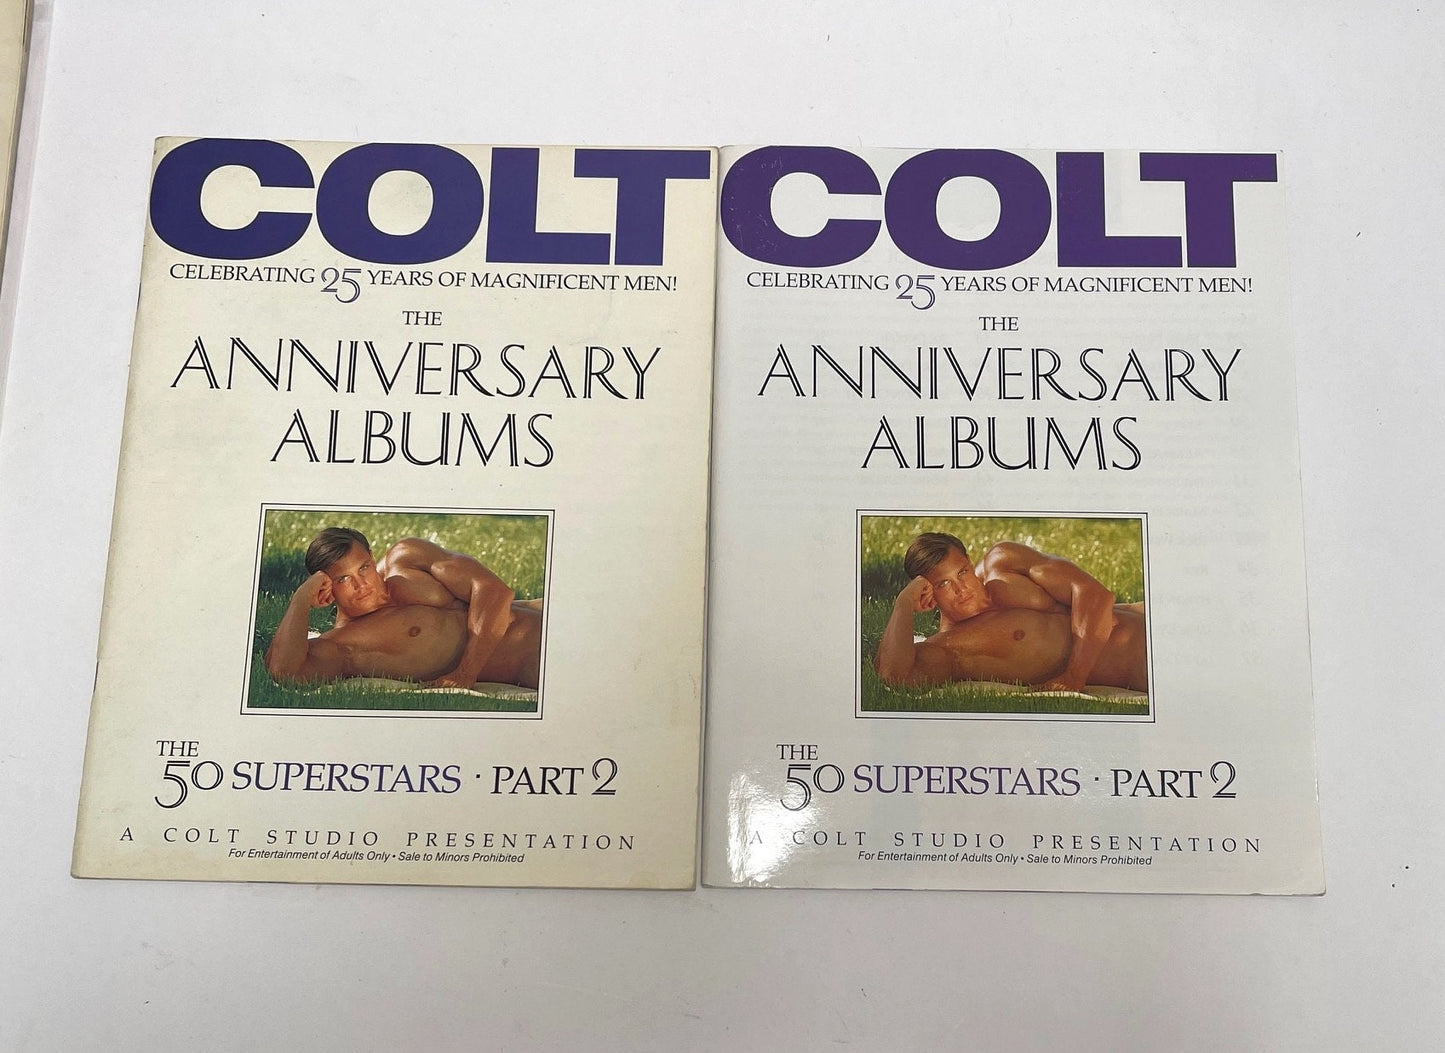 COLT
CELEBRATING 25 YEARS OF MAGNIFICENT MEN!
THE
ANNIVERSARY
ALBUMS
THE
50 SUPERSTARS · PART 2
A COLT STUDIO PRESENTATION
For Entertainment of Adults Only • Sale to Minors Prohibited
COLT
CELEBRATING 25 YEARS OF MAGNIFICENT MEN!
THE
ANNIVERSARY
ALBUMS
THE
50 SUPERSTARS · PART 2
A COLT STUDIO PRESENTATION
For Entertainment of Adults Only • Sale to Minors Prohibited